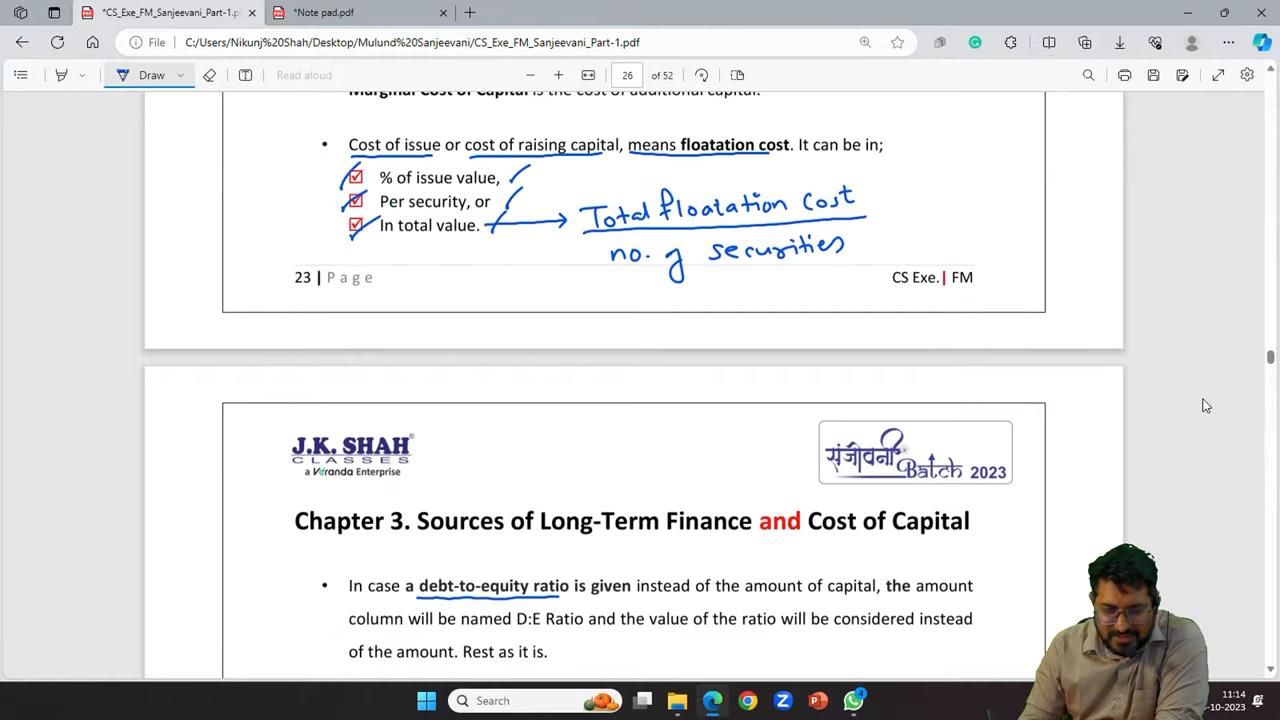 *CS_Exe_FM_Sanjeevani_Part-1.p
*Note pad.pdf
File
C:/Users/Nikunj%20Shah/Desktop/Mulund%20Sanjeevani/CS_Exe_FM_Sanjeevani_Part-1.pdf
Draw
Read aloud
26 of 52
Marginal Cost of Capital is the cost of additional capital.
• Cost of issue or cost of raising capital, means floatation cost. It can be in;
% of issue value,
Per security, or
In total value.
Total floatation cost
no. of securities
23 | Page
CS Exe.| FM
J.K. SHAH
CLASSES
a Veranda Enterprise
संजीवनी Batch 2023
Chapter 3. Sources of Long-Term Finance and Cost of Capital
• In case a debt-to-equity ratio is given instead of the amount of capital, the amount
column will be named D:E Ratio and the value of the ratio will be considered instead
of the amount. Rest as it is.
Search
4
11:14
-10-2023